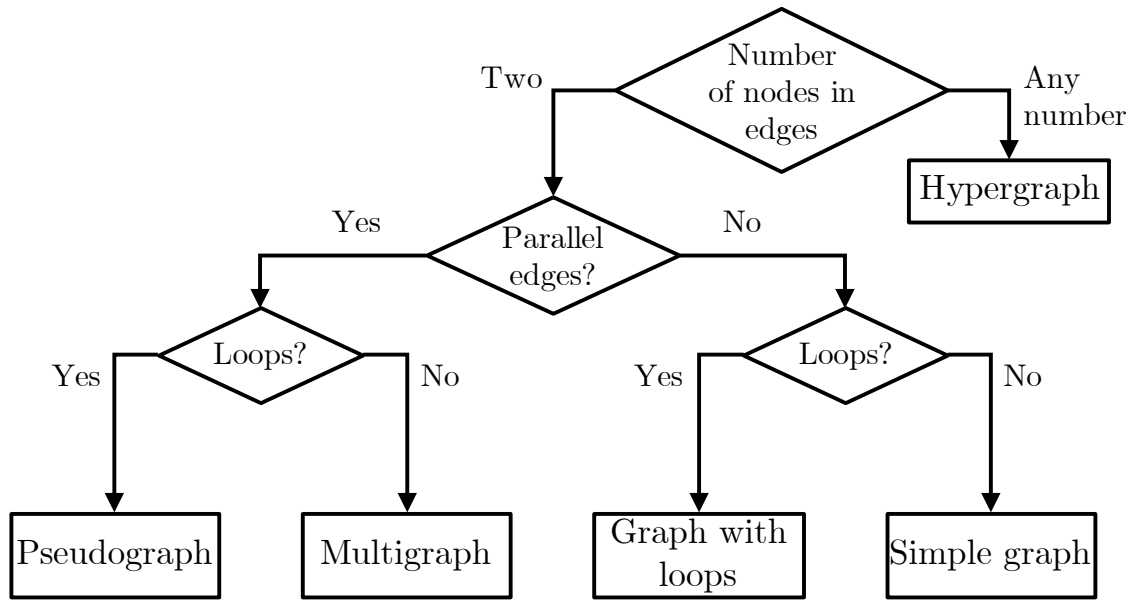 Number
of nodes in
edges
Two
Any
number
Hypergraph
Parallel
edges?
Yes
No
Loops?
Loops?
Yes
No
Yes
No
Pseudograph
Multigraph
Graph with
loops
Simple graph